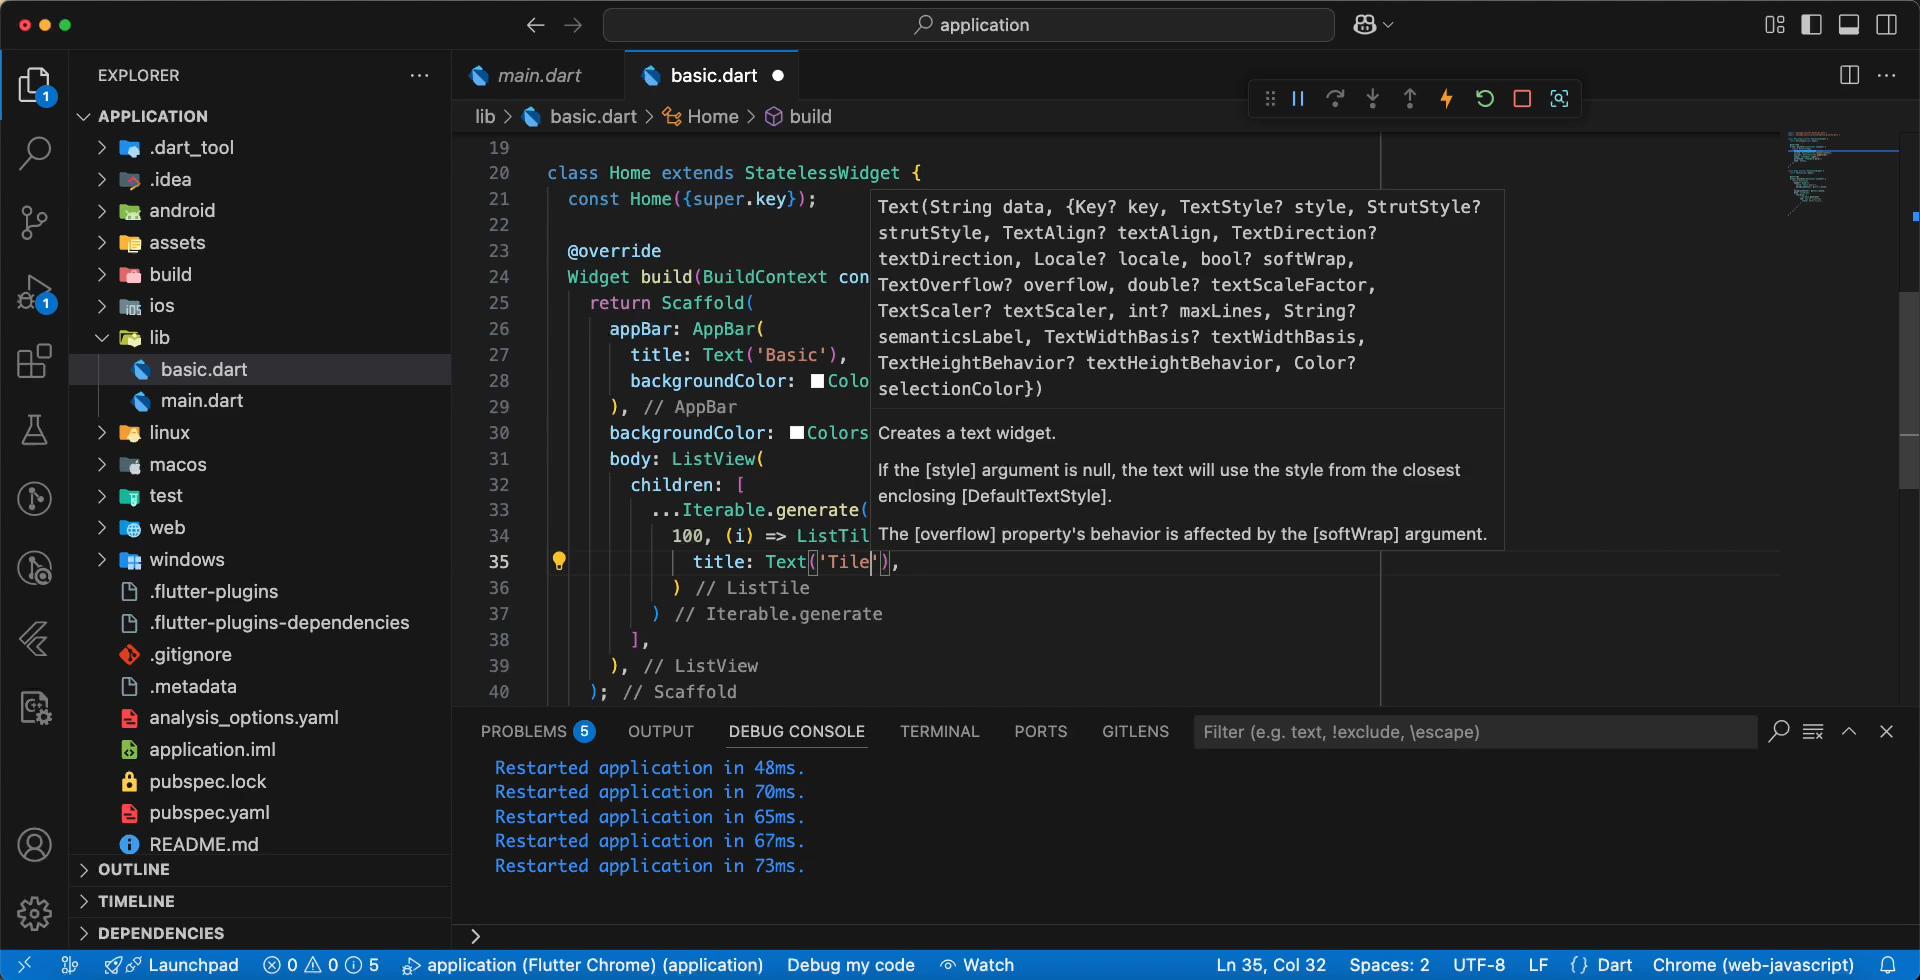 application
EXPLORER
APPLICATION
.dart_tool
.idea
android
assets
build
ios
lib
basic.dart
main.dart
linux
macos
test
web
windows
.flutter-plugins
.flutter-plugins-dependencies
.gitignore
.metadata
analysis_options.yaml
application.iml
pubspec.lock
pubspec.yaml
README.md
OUTLINE
TIMELINE
DEPENDENCIES
1
1
main.dart
basic.dart
lib > basic.dart > Home > build
19
20 class Home extends StatelessWidget {
21 const Home({super.key});
22
23 @override
24 Widget build(BuildContext con
25 return Scaffold(
26 appBar: AppBar(
27 title: Text('Basic'),
28 backgroundColor: Colo
29 ), // AppBar
30 backgroundColor: Colors
31 body: ListView(
32 children: [
33 ...Iterable.generate(
34 100, (i) => ListTil
35 title: Text('Tile'),
36 ) // ListTile
37 ) // Iterable.generate
38 ],
39 ), // ListView
40 ); // Scaffold
Text(String data, {Key? key, TextStyle? style, StrutStyle?
strutStyle, TextAlign? textAlign, TextDirection?
textDirection, Locale? locale, bool? softWrap,
TextOverflow? overflow, double? textScaleFactor,
TextScaler? textScaler, int? maxLines, String?
semanticsLabel, TextWidthBasis? textWidthBasis,
TextHeightBehavior? textHeightBehavior, Color?
selectionColor})
Creates a text widget.
If the [style] argument is null, the text will use the style from the closest
enclosing [DefaultTextStyle].
The [overflow] property's behavior is affected by the [softWrap] argument.
PROBLEMS 5 OUTPUT DEBUG CONSOLE TERMINAL PORTS GITLENS Filter (e.g. text, !exclude, \escape)
Restarted application in 48ms.
Restarted application in 70ms.
Restarted application in 65ms.
Restarted application in 67ms.
Restarted application in 73ms.
>
Launchpad 0 0 5 application (Flutter Chrome) (application) Debug my code Watch Ln 35, Col 32 Spaces: 2 UTF-8 LF {} Dart Chrome (web-javascript)